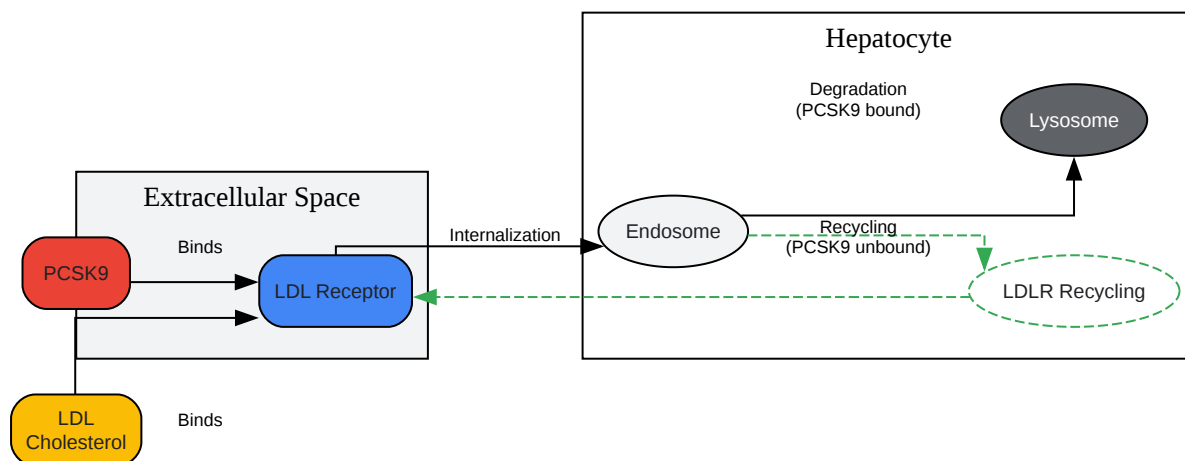 Hepatocyte
Degradation
(PCSK9 bound)
Lysosome
Extracellular Space
Binds
PCSK9
LDL Receptor
Internalization
Endosome
Recycling
(PCSK9 unbound)
LDLR Recycling
LDL
Cholesterol
Binds